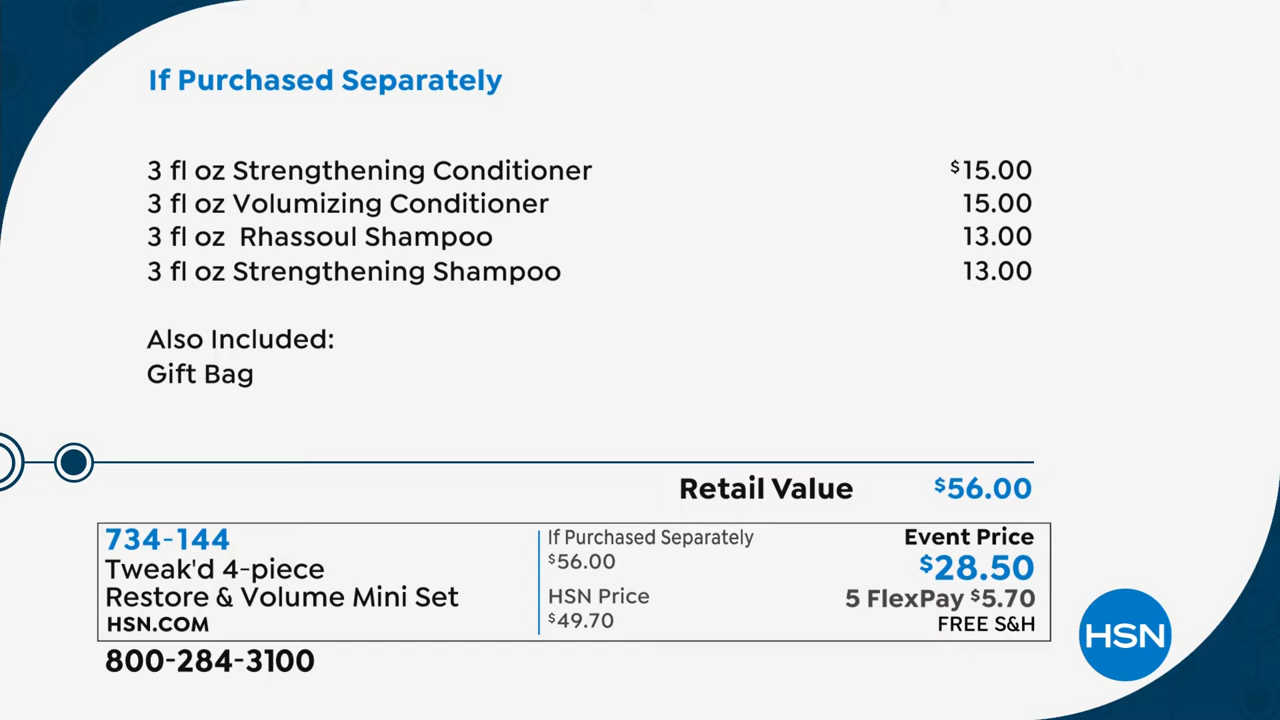 If Purchased Separately
3 fl oz Strengthening Conditioner $15.00
3 fl oz Volumizing Conditioner 15.00
3 fl oz Rhassoul Shampoo 13.00
3 fl oz Strengthening Shampoo 13.00
Also Included:
Gift Bag
Retail Value $56.00
734-144
Tweak'd 4-piece
Restore & Volume Mini Set
HSN.COM
If Purchased Separately
$56.00
HSN Price
$49.70
Event Price
$28.50
5 FlexPay $5.70
FREE S&H
800-284-3100
HSN